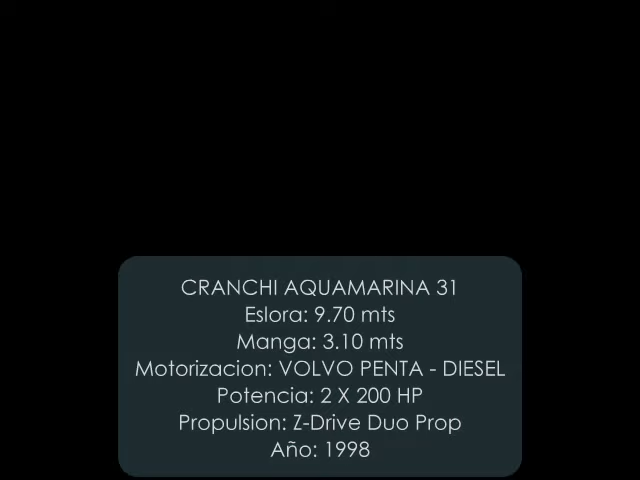 CRANCHI AQUAMARINA 31
Eslora: 9.70 mts
Manga: 3.10 mts
Motorizacion: VOLVO PENTA - DIESEL
Potencia: 2 X 200 HP
Propulsion: Z-Drive Duo Prop
Año: 1998